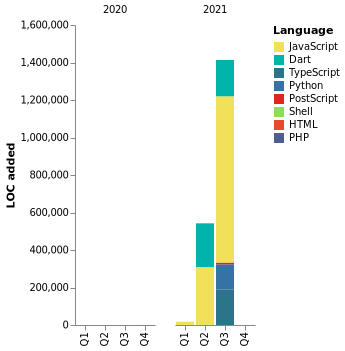 2020 2021
Language
JavaScript
Dart
TypeScript
Python
PostScript
Shell
HTML
PHP
LOC added
1,600,000
1,400,000
1,200,000
1,000,000
800,000
600,000
400,000
200,000
0
Q1 Q2 Q3 Q4 Q1 Q2 Q3 Q4